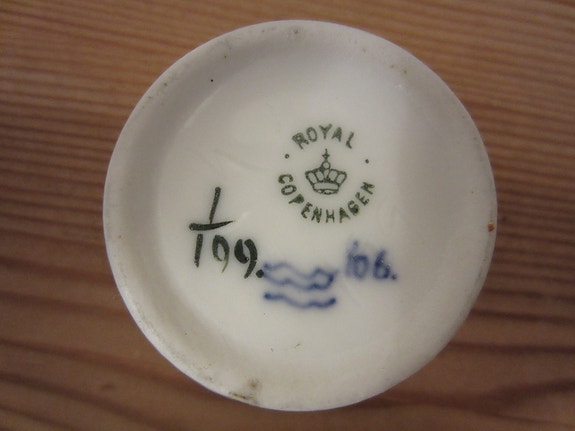 ROYAL
COPENHAGEN
1/199. 106.